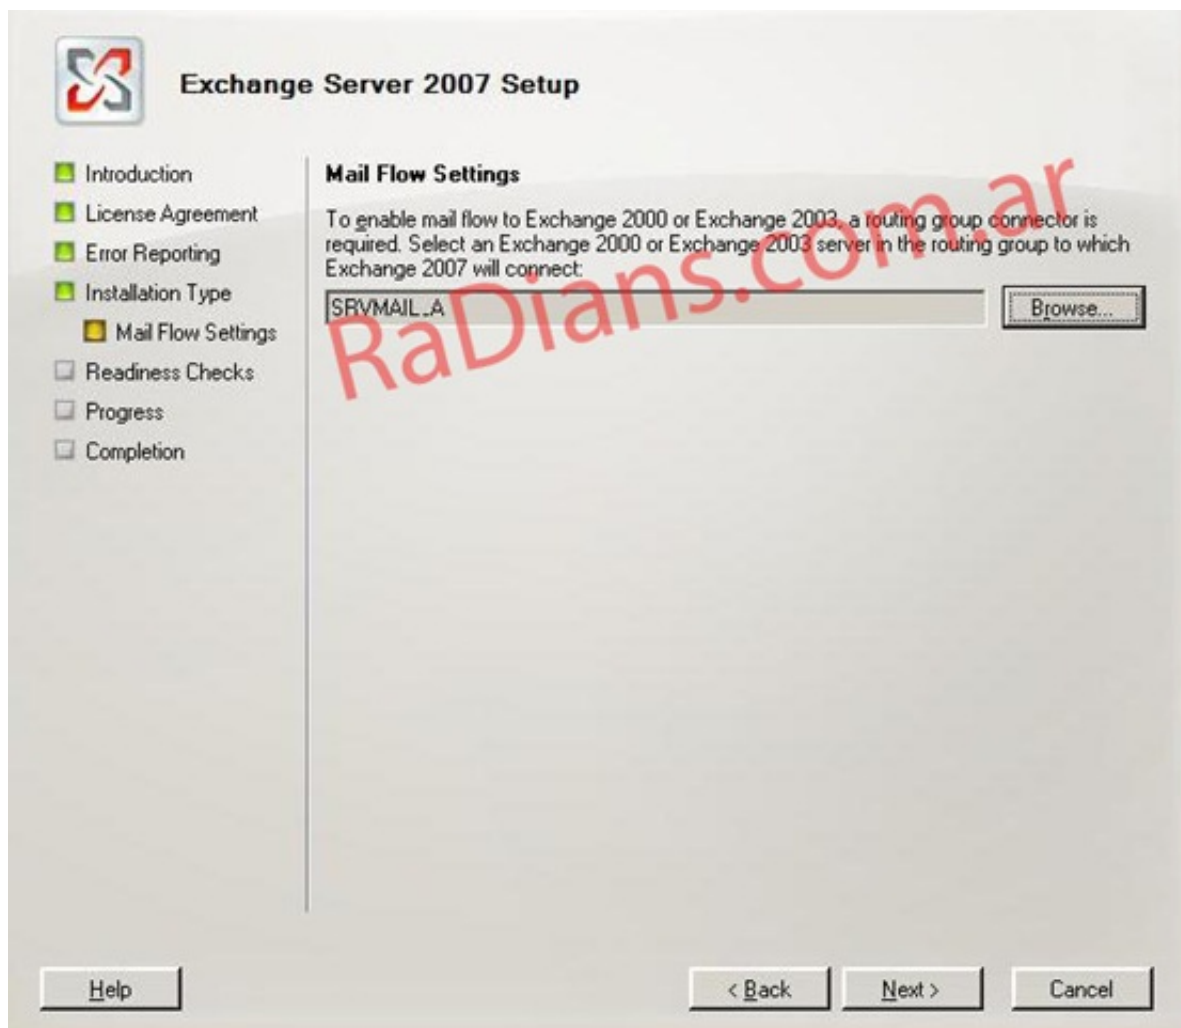 Exchange Server 2007 Setup
Introduction
License Agreement
Error Reporting
Installation Type
Mail Flow Settings
Readiness Checks
Progress
Completion
Mail Flow Settings
To enable mail flow to Exchange 2000 or Exchange 2003, a routing group connector is
required. Select an Exchange 2000 or Exchange 2003 server in the routing group to which
Exchange 2007 will connect:
SRVMAIL_A
Browse...
RaDians.com.ar
Help
< Back
Next >
Cancel